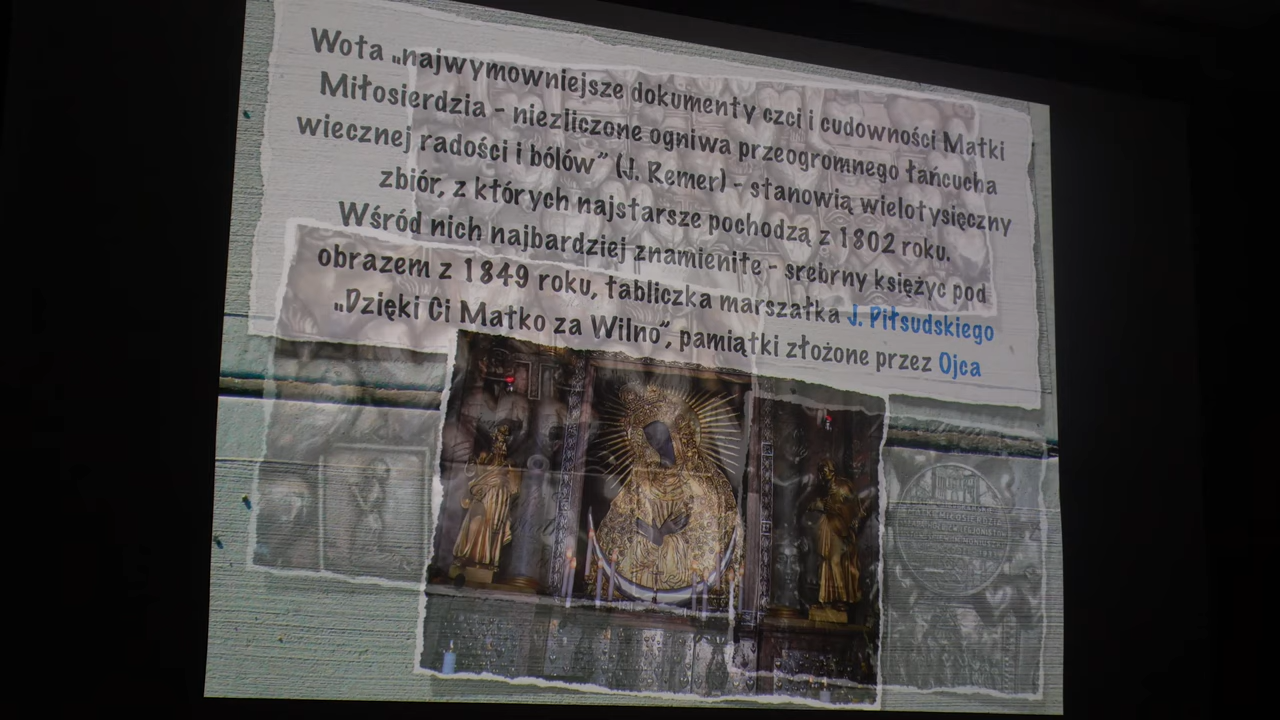 Wota „najwymowniejsze dokumenty czci i cudowności Matki
Miłosierdzia - niezliczone ogniwa przeogromnego łańcucha
wiecznej radości i bólów” (J. Remer) - stanowią wielotysięczny
zbiór, z których najstarsze pochodzą z 1802 roku.
Wśród nich najbardziej znamienite - srebrny księżyc pod
obrazem z 1849 roku, tabliczka marszałka J. Piłsudskiego
„Dzięki Ci Matko za Wilno”, pamiątki złożone przez Ojca